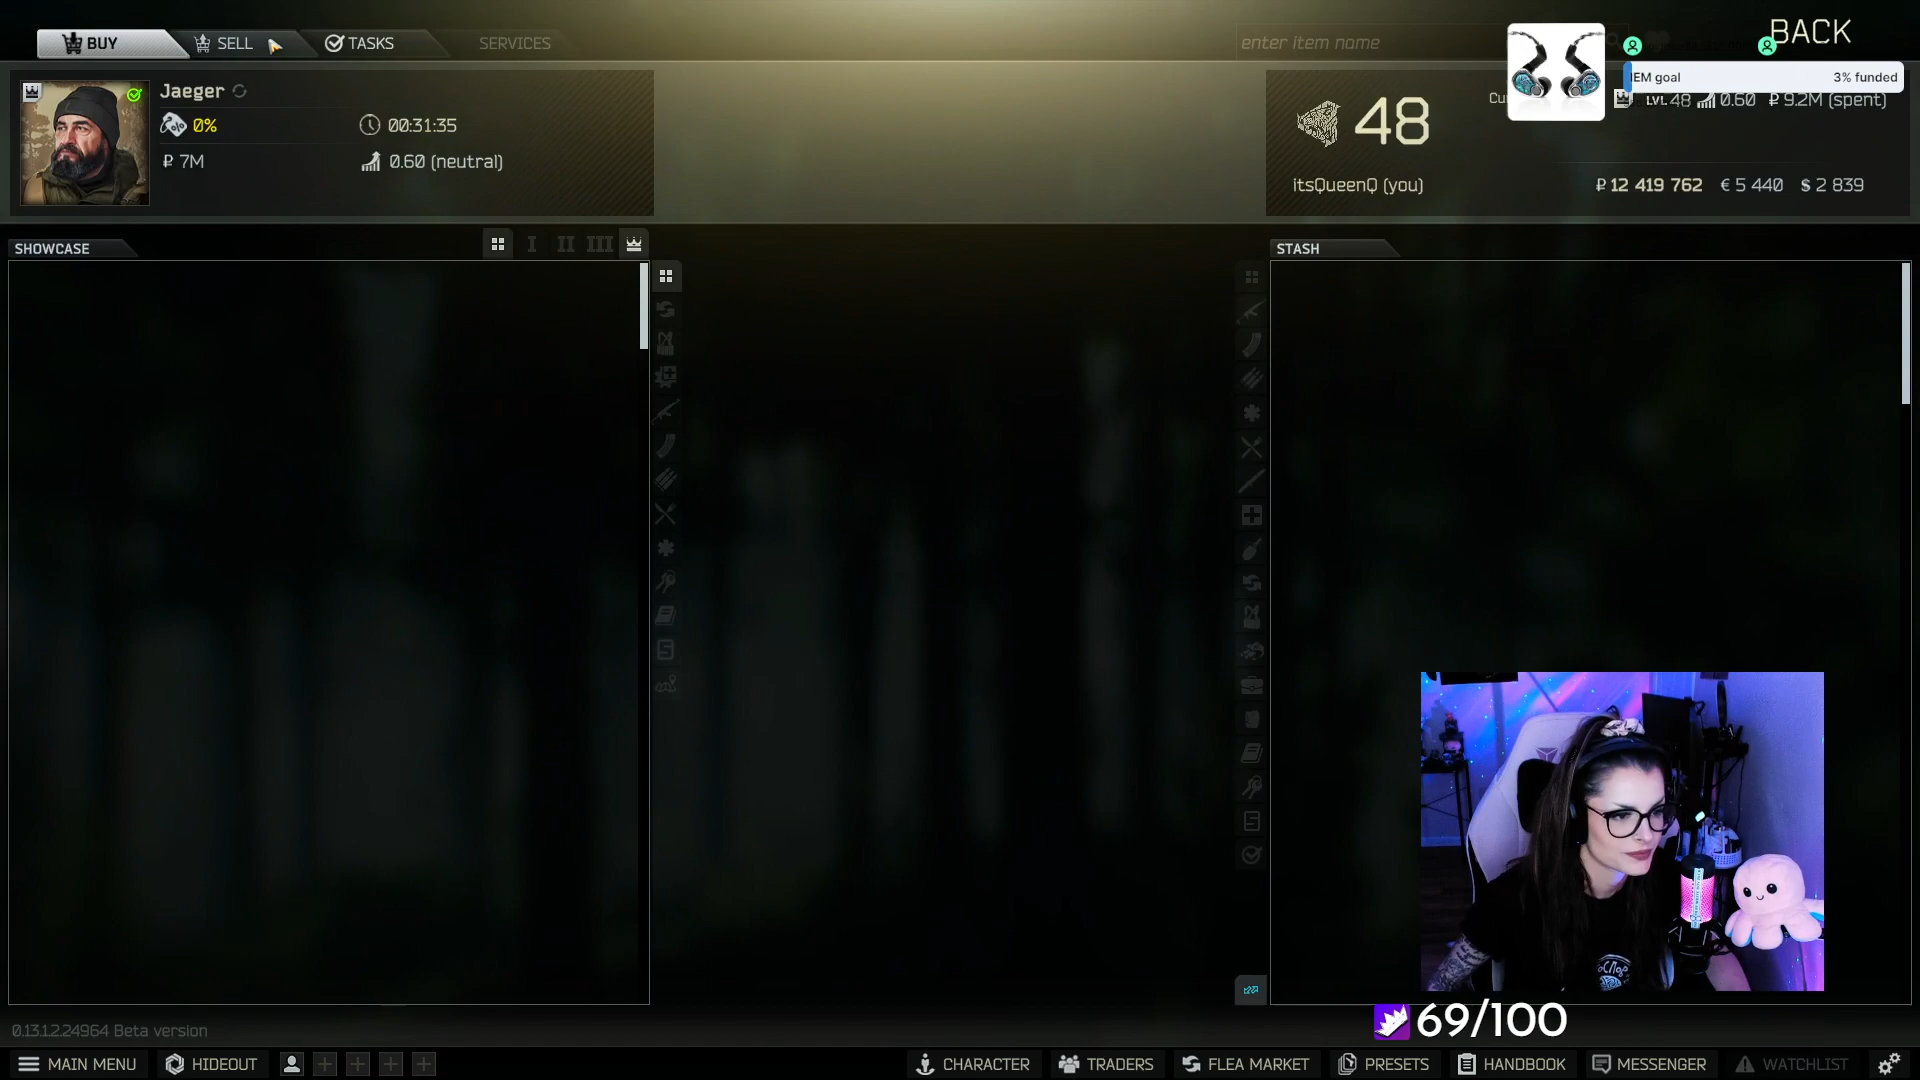 BUY
SELL
TASKS
SERVICES
enter item name
BACK
Jaeger
0%
00:31:35
₽ 7M
0.60 (neutral)
48
IEM goal
3% funded
LVL 48
0.60
₽ 9.2M (spent)
itsQueenQ (you)
₽ 12 419 762
€ 5 440
$ 2 839
SHOWCASE
I
II
III
STASH
0.13.1.2.24964 Beta version
69/100
MAIN MENU
HIDEOUT
CHARACTER
TRADERS
FLEA MARKET
PRESETS
HANDBOOK
MESSENGER
WATCHLIST